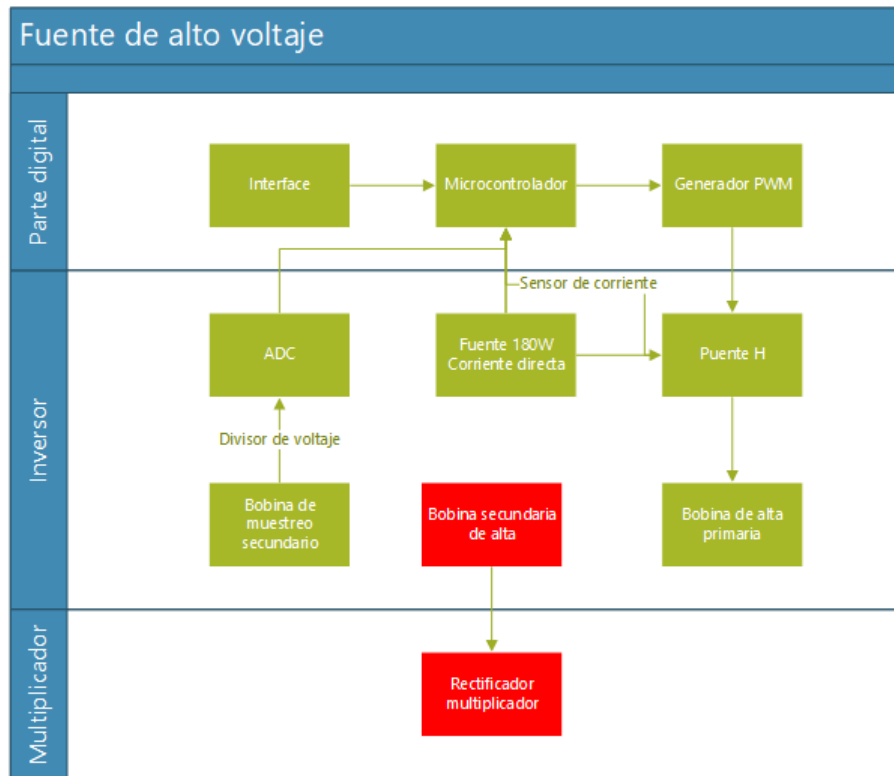 Fuente de alto voltaje
Parte digital
Interface
Microcontrolador
Generador PWM
Inversor
Sensor de corriente
ADC
Fuente 180W
Corriente directa
Puente H
Divisor de voltaje
Bobina de
muestreo
secundario
Bobina secundaria
de alta
Bobina de alta
primaria
Multiplicador
Rectificador
multiplicador